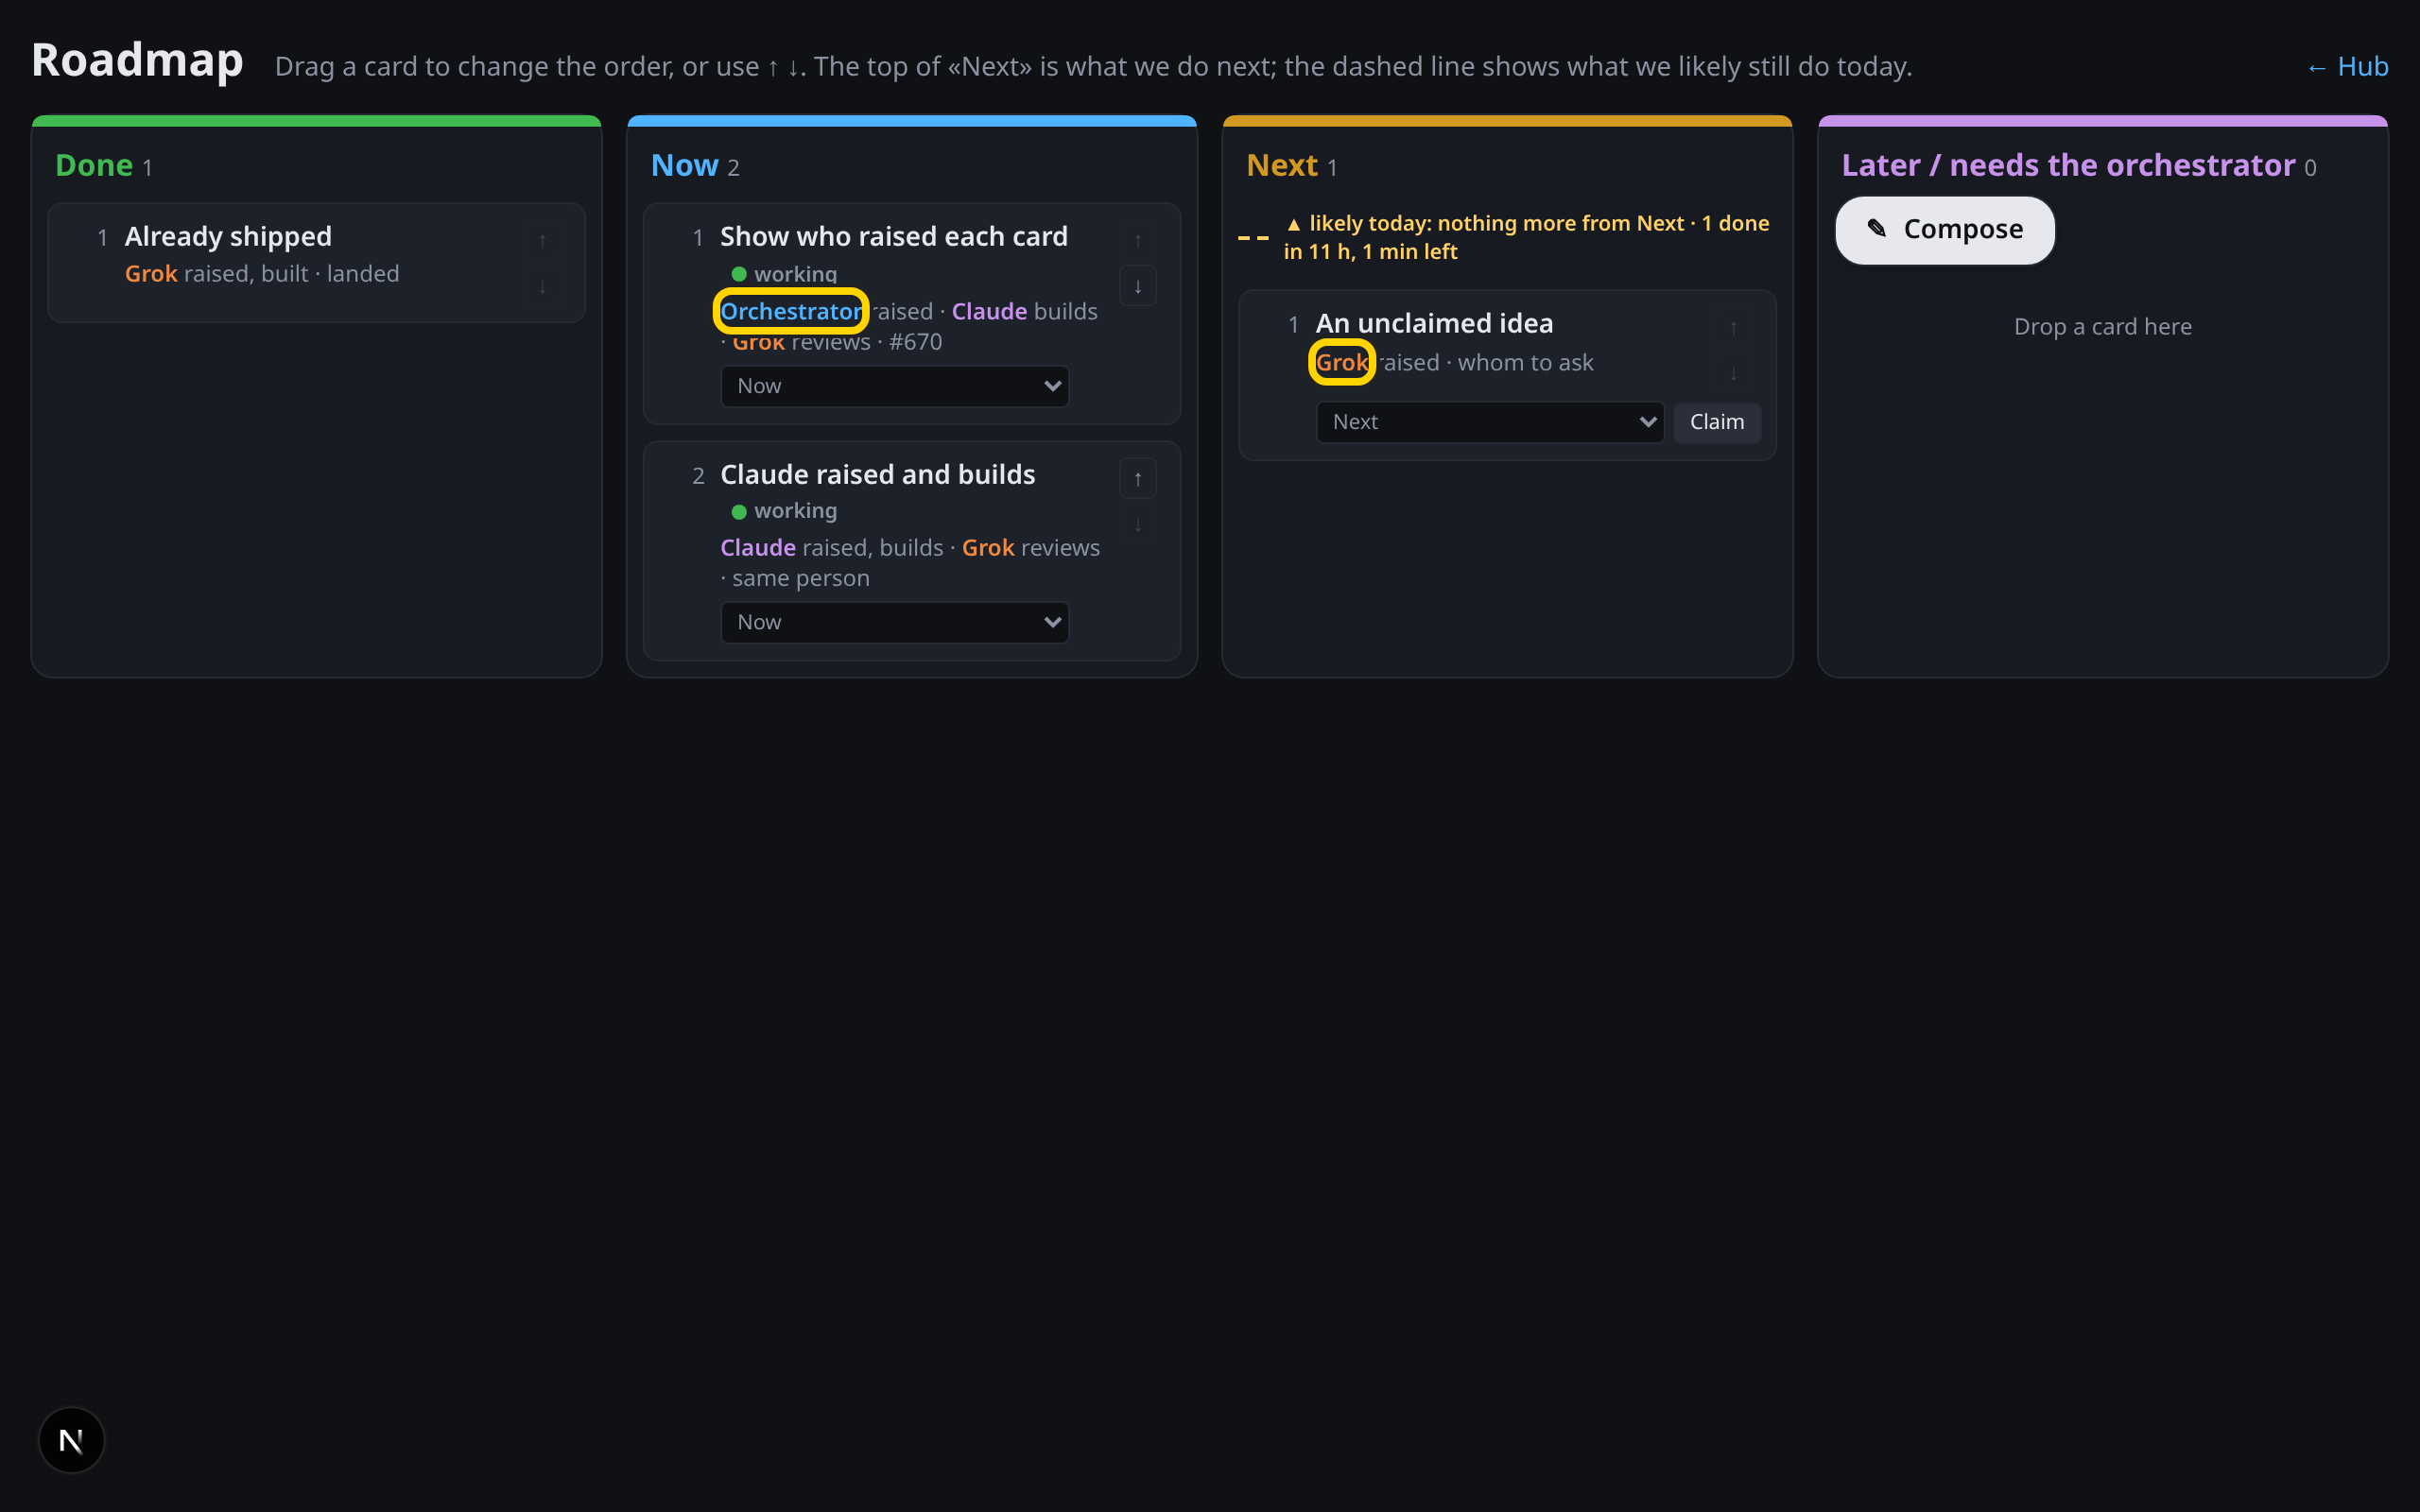 Roadmap
Drag a card to change the order, or use ↑ ↓. The top of «Next» is what we do next; the dashed line shows what we likely still do today.
← Hub
Done 1
1 Already shipped
↑
Grok raised, built · landed
↓
Now 2
1 Show who raised each card
↑
working
↓
Orchestrator raised · Claude builds
· Grok reviews · #670
Now
2 Claude raised and builds
↑
working
↓
Claude raised, builds · Grok reviews
· same person
Now
Next 1
▲ likely today: nothing more from Next · 1 done
in 11 h, 1 min left
1 An unclaimed idea
↑
Grok raised · whom to ask
↓
Next
Claim
Later / needs the orchestrator 0
✎ Compose
Drop a card here
N